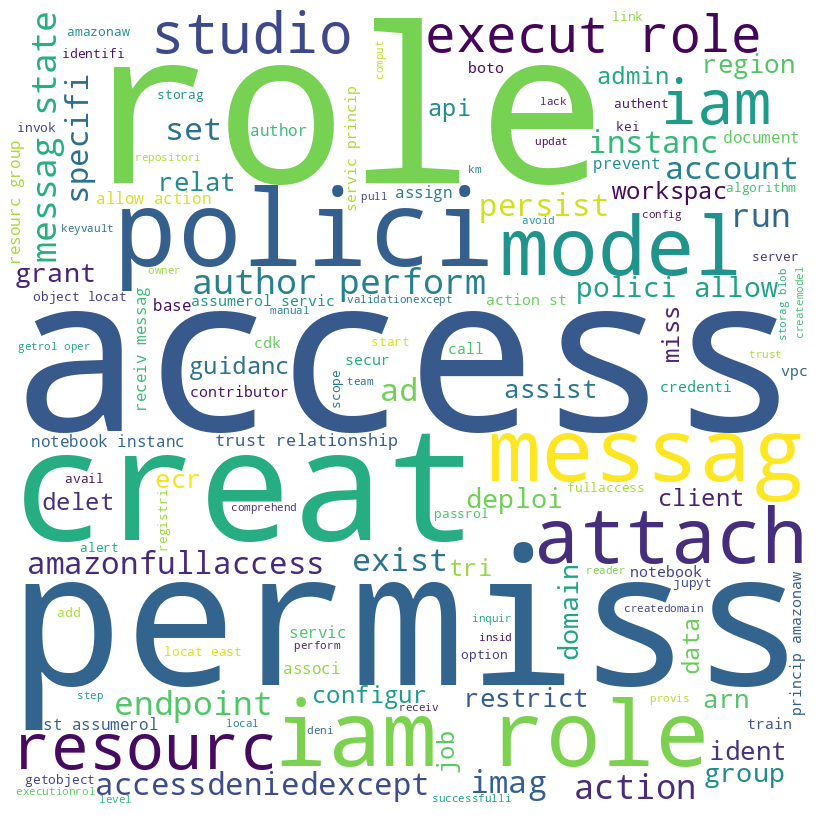 amazonaw
identifi
message state
studio
execut role
link
role
storag
comput
boto
api
lack
admin
region
authent
iam
kei
invok
specifi
set
author
servic princip
updat
instanc
document
resourc group
repositori
relat
allow action
km
prevent
account
polici
pull
assign
persist
workspac
algorithm
keyvault
avoid
config
run
model
server
grant
owner
author perform
polici allow
object locat
base
assumerol servic
validationexcept
action st
miss
storag blob
createmodel
manual
access
getrol oper
receiv messag
cdk
start
call
trust
guidanc
secur
vpc
contributor
scope
team
ad
assist
credenti
creat
messag
notebook instanc
trust relationship
avail
ecr
deploi
fullaccess
delet
registri
comprehend
passrol
client
alert
attach
amazonfullaccess
exist
tri
reader
notebook
jupyt
permiss
add
servic
inquir
domain
createdomain
perform
insid
locat east
associ
option
data
princip amazonaw
step
endpoint
configur
restrict
provis
arn
st assumerol
local
receiv
train
resourc
iam role
deni
job
ident
getobject
accessdeniedexcept
imag
action
group
executionrol
level
successfulli